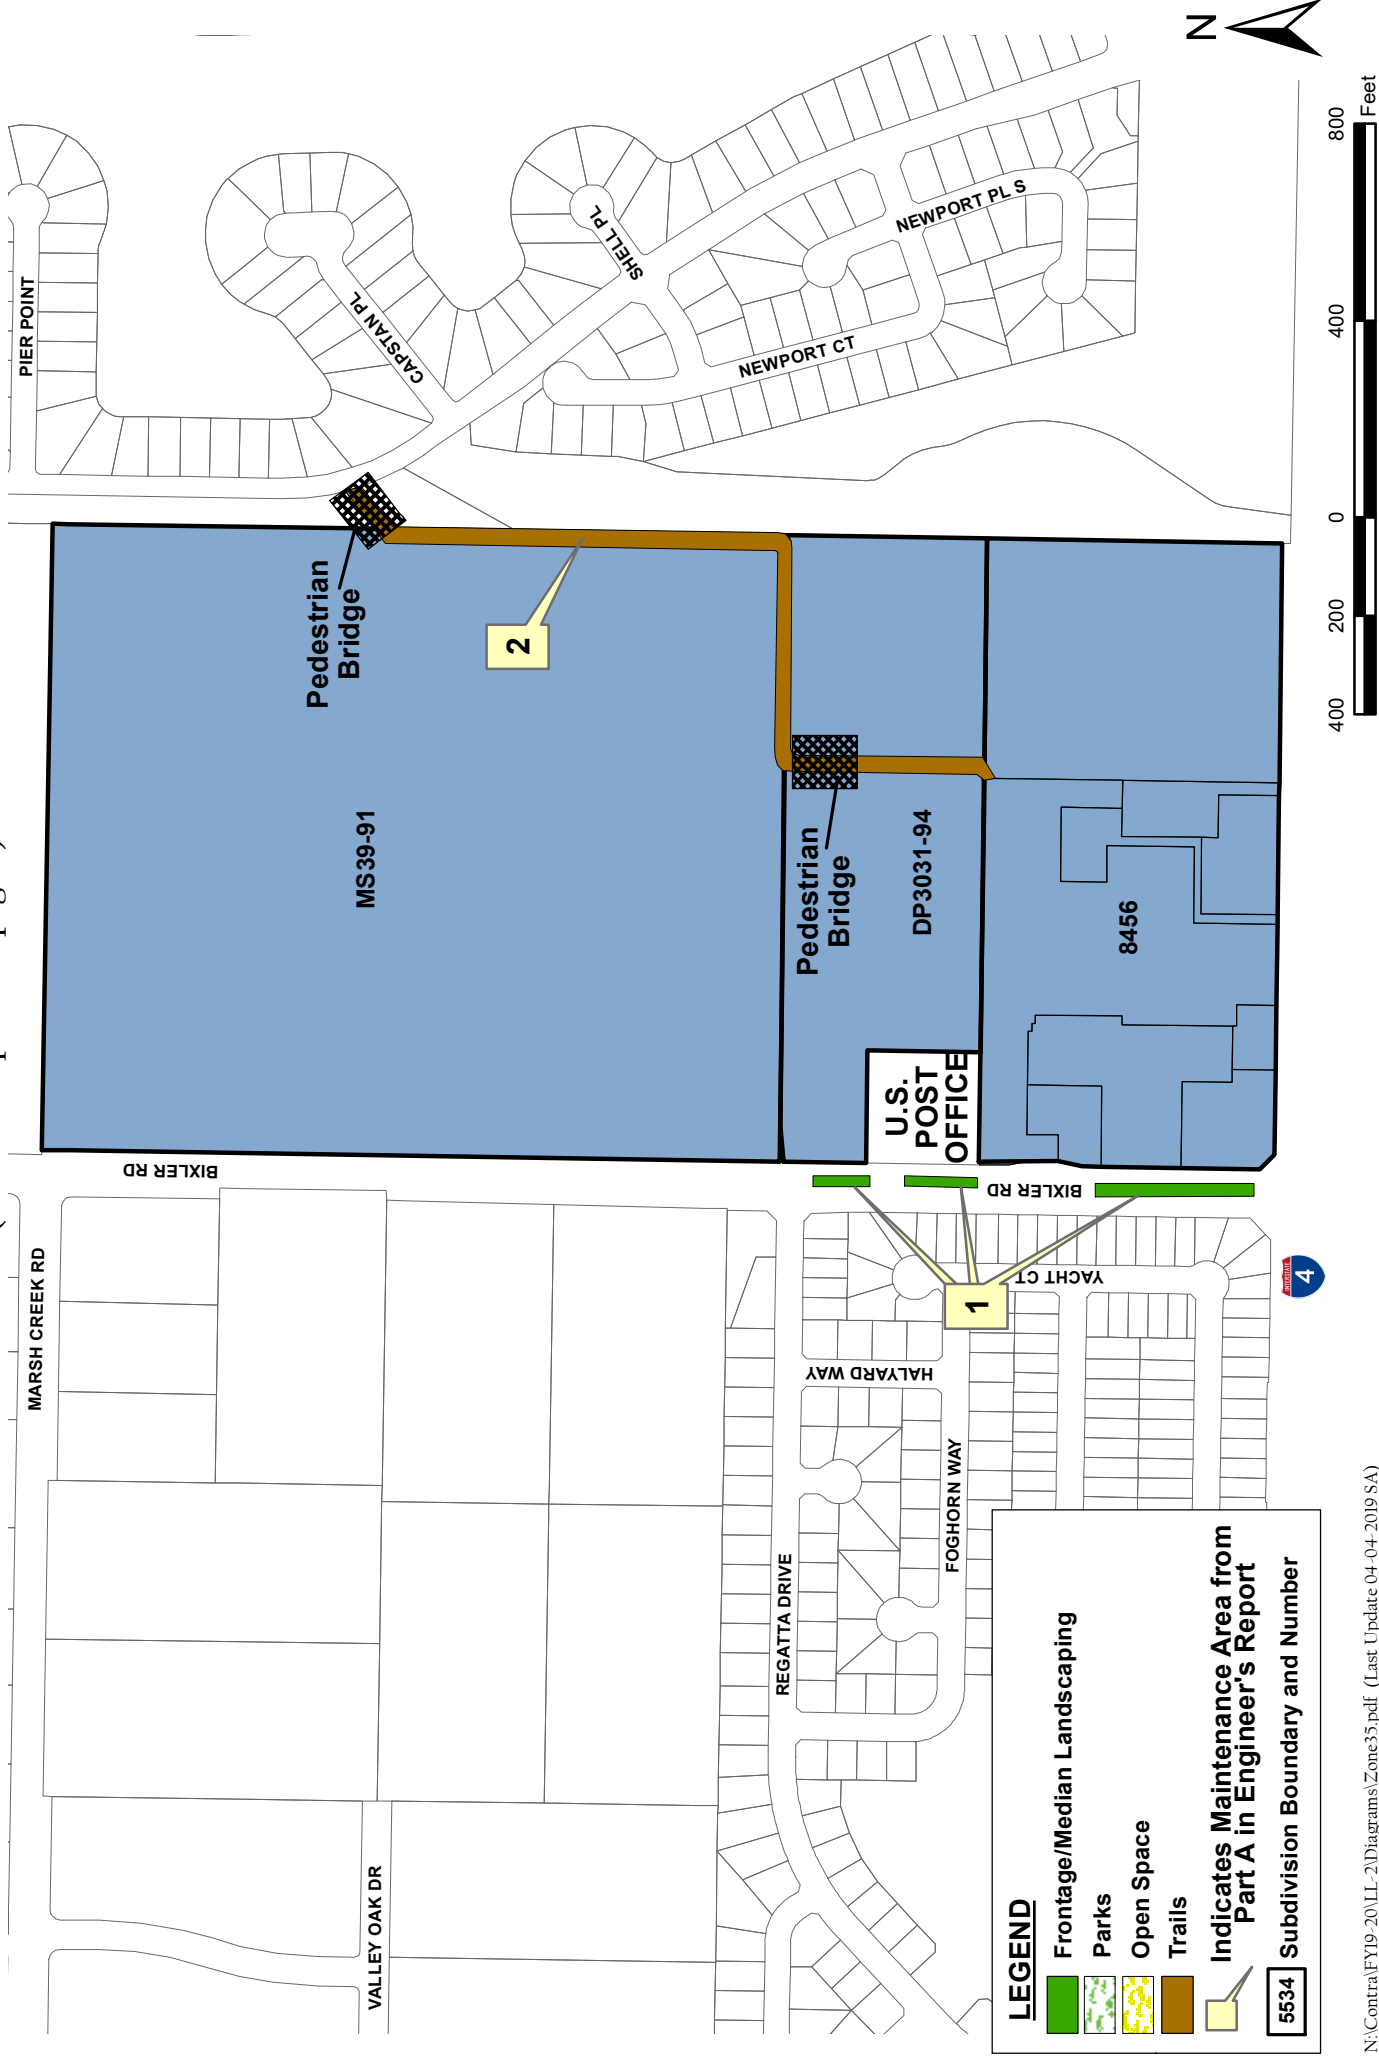 PIER POINT
CAPSTAN PL
SHELL PL
NEWPORT PL S
NEWPORT CT
N
Pedestrian
Bridge
2
MS39-91
Pedestrian
Bridge
DP3031-94
8456
U.S.
POST
OFFICE
BIXLER RD
BIXLER RD
MARSH CREEK RD
YACHT CT
1
HALYARD WAY
FOGHORN WAY
REGATTA DRIVE
VALLEY OAK DR
INTERSTATE
4
400 200 0 400 800
Feet
LEGEND
Frontage/Median Landscaping
Parks
Open Space
Trails
Indicates Maintenance Area from
Part A in Engineer's Report
5534 Subdivision Boundary and Number
N:\Contra\FY19-20\LL-2\Diagrams\Zone35.pdf (Last Update 04-04-2019 SA)